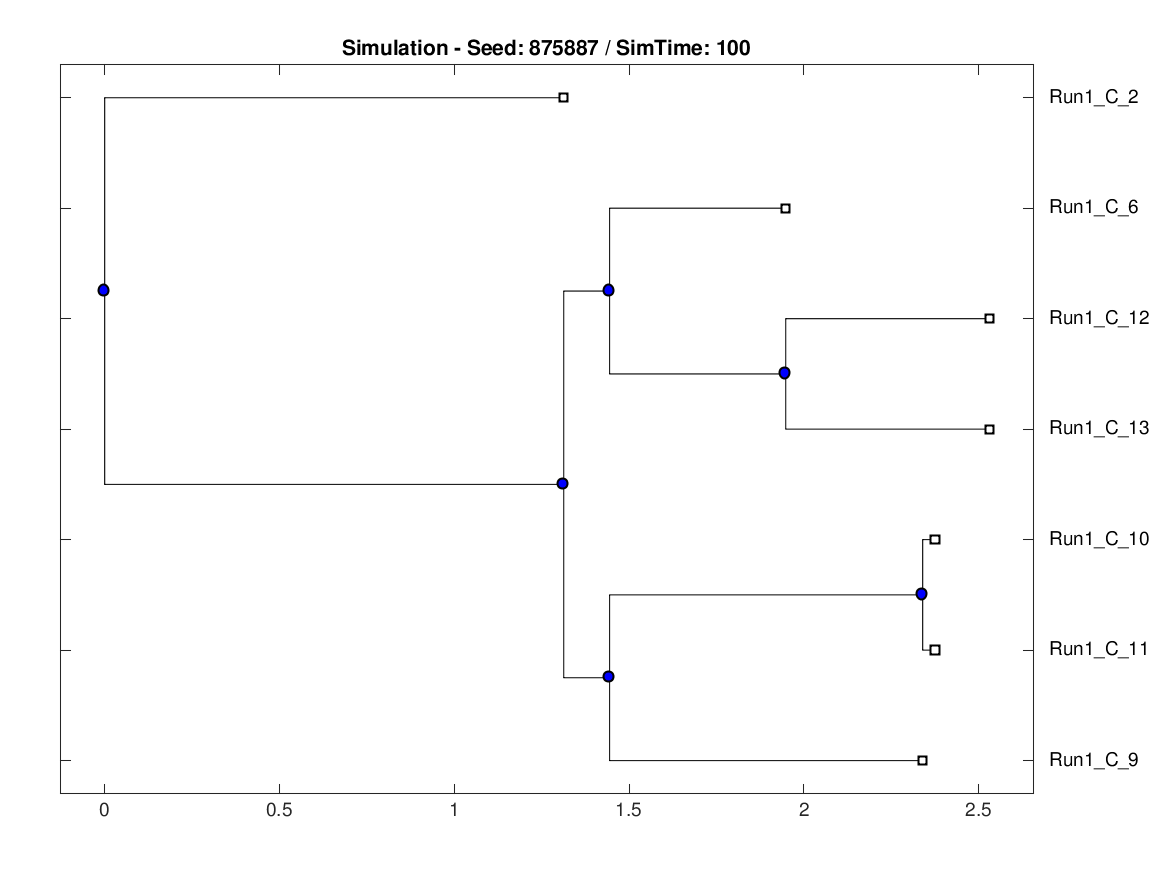 Simulation - Seed: 875887 / SimTime: 100
Run1_C_2
Run1_C_6
Run1_C_12
Run1_C_13
Run1_C_10
Run1_C_11
Run1_C_9
0 0.5 1 1.5 2 2.5